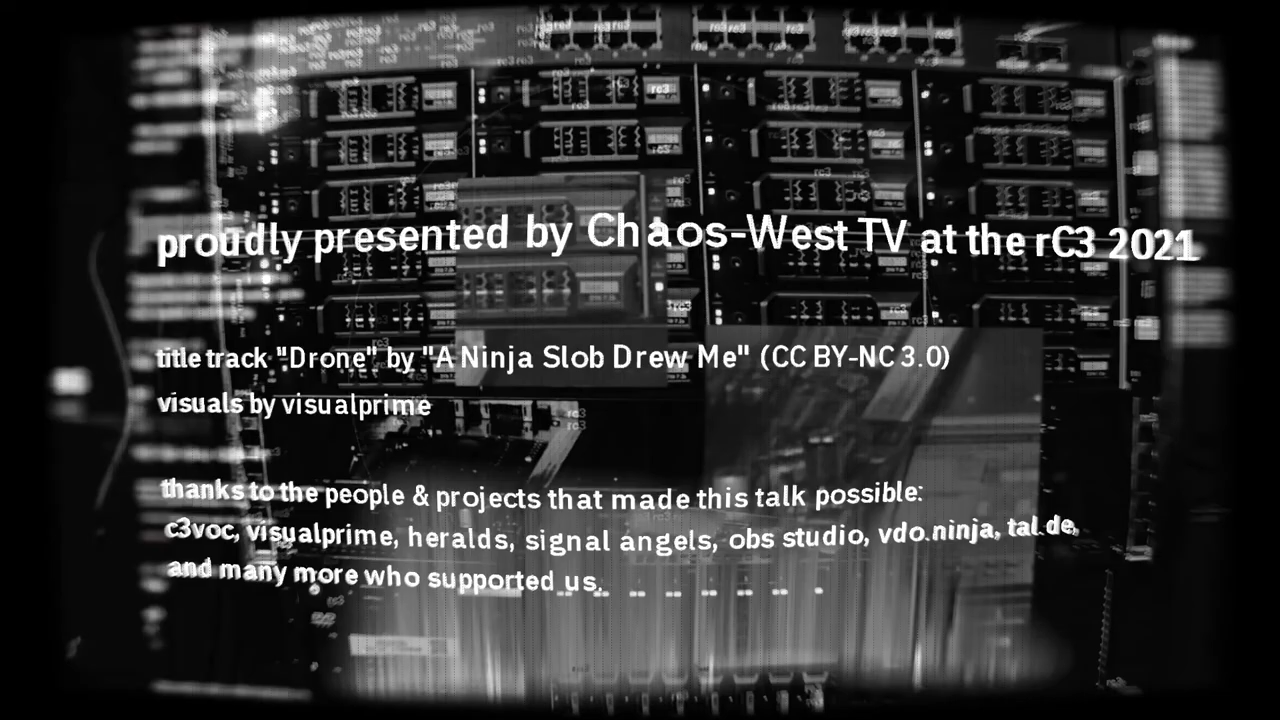 proudly presented by Chaos-West TV at the rC3 2021
title track "Drone" by "A Ninja Slob Drew Me" (CC BY-NC 3.0)
visuals by visualprime
thanks to the people & projects that made this talk possible:
c3voc, visualprime, heralds, signal angels, obs studio, vdo.ninja, tal.de,
and many more who supported us.